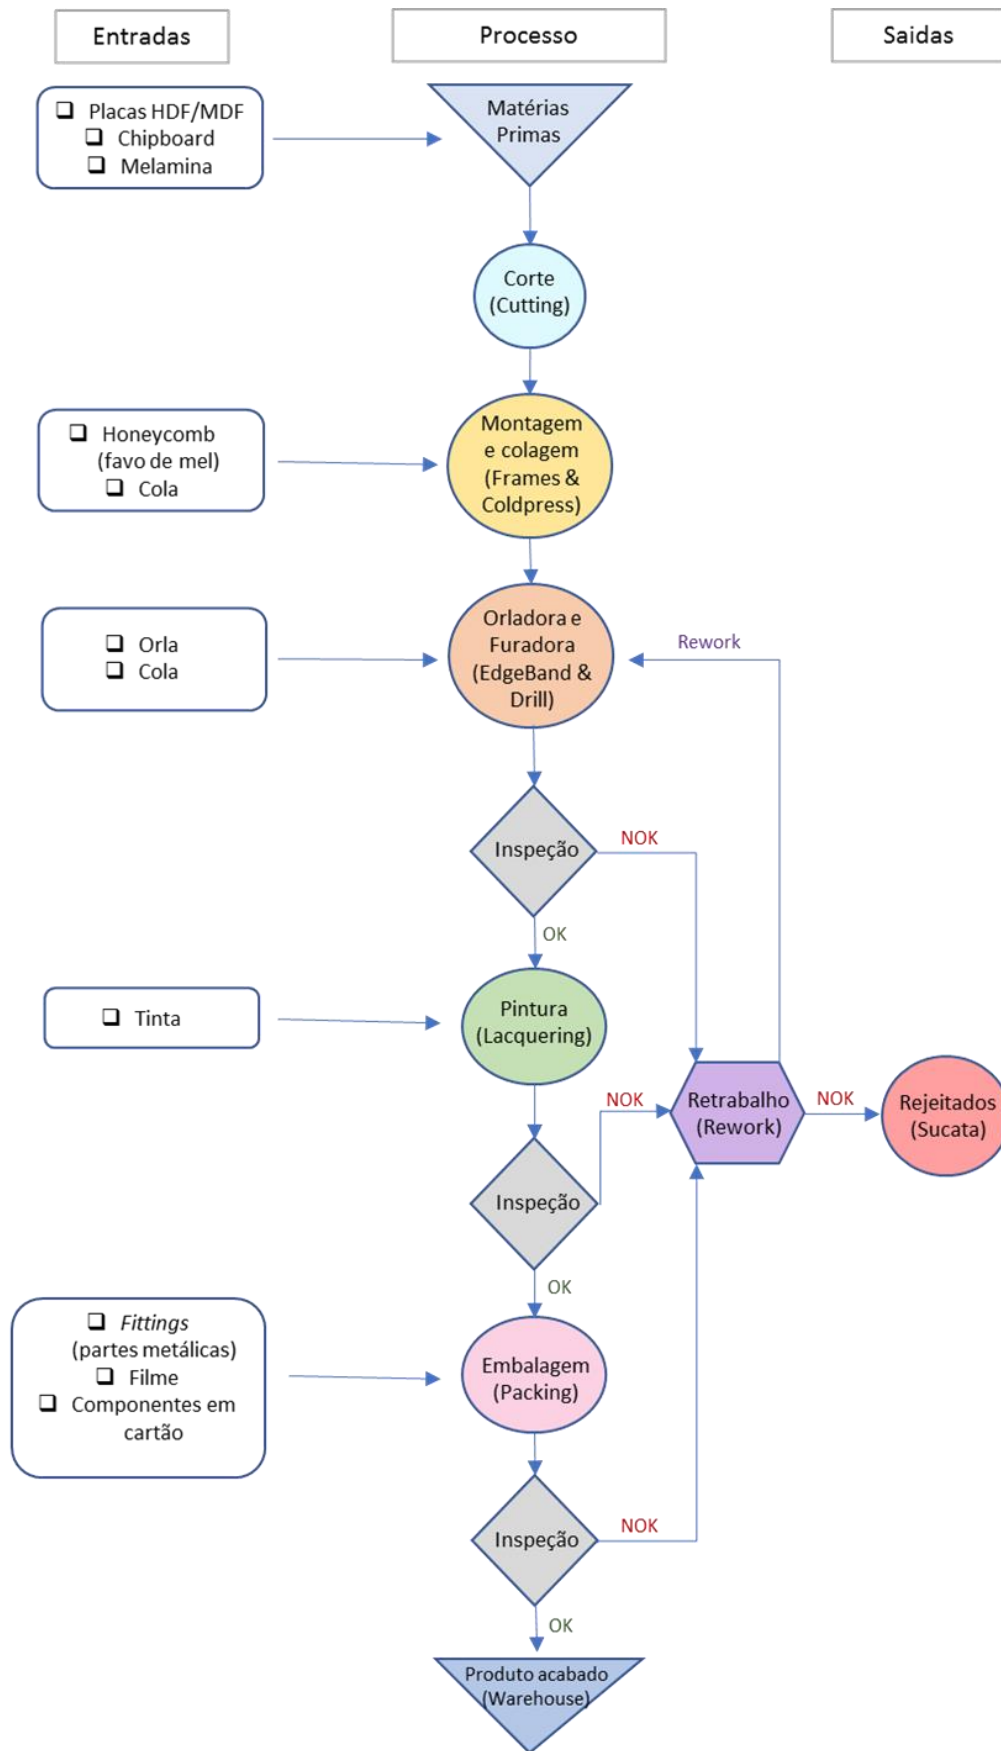 Entradas
Processo
Saidas
Placas HDF/MDF
Chipboard
Melamina
Matérias
Primas
Corte
(Cutting)
Honeycomb
(favo de mel)
Cola
Montagem
e colagem
(Frames &
Coldpress)
Orla
Cola
Orladora e
Furadora
(EdgeBand &
Drill)
Rework
Inspeção
NOK
OK
Tinta
Pintura
(Lacquering)
NOK
Retrabalho
(Rework)
NOK
Rejeitados
(Sucata)
Inspeção
OK
Fittings
(partes metálicas)
Filme
Componentes em
cartão
Embalagem
(Packing)
Inspeção
NOK
OK
Produto acabado
(Warehouse)